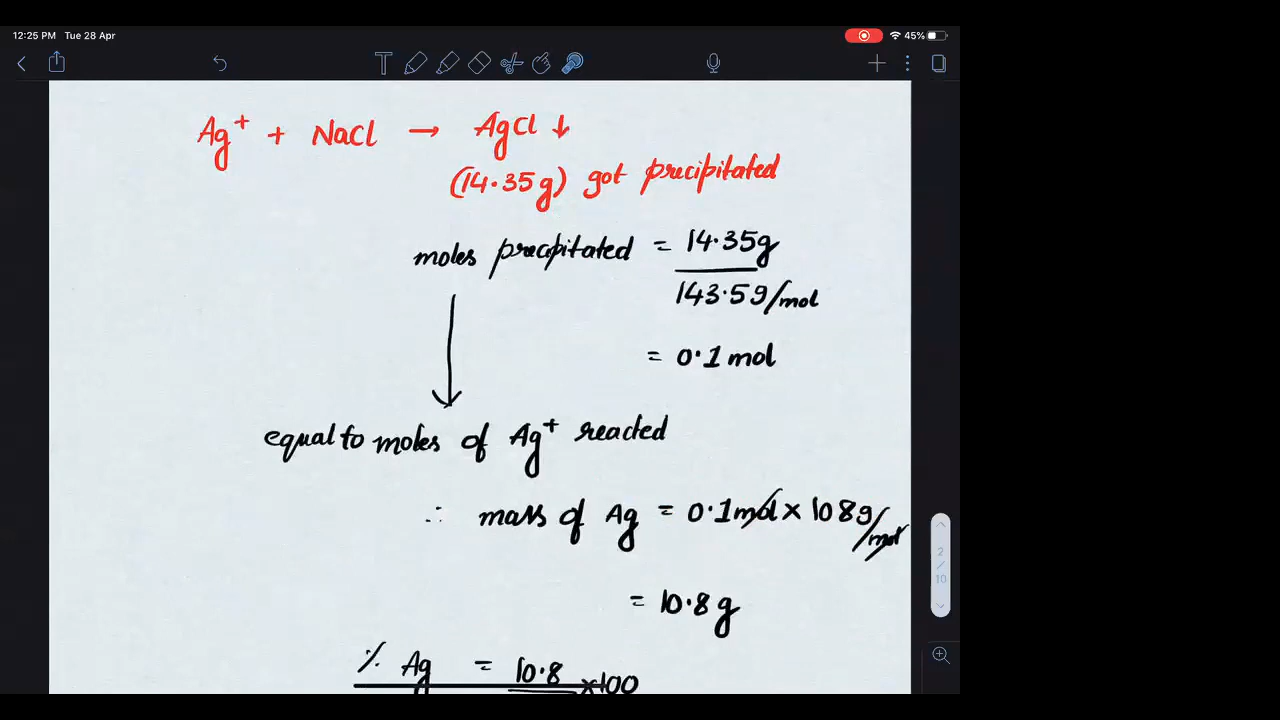 12:25 PM Tue 28 Apr
45%
T
Ag⁺ + NaCl → AgCl ↓
(14.35g) got precipitated
moles precipitated = 14.35g
143.5g/mol
= 0.1 mol
equal to moles of Ag⁺ reacted
∴ mass of Ag = 0.1mol × 108g/mol
= 10.8g
% Ag = 10.8 ×100
2
/
10